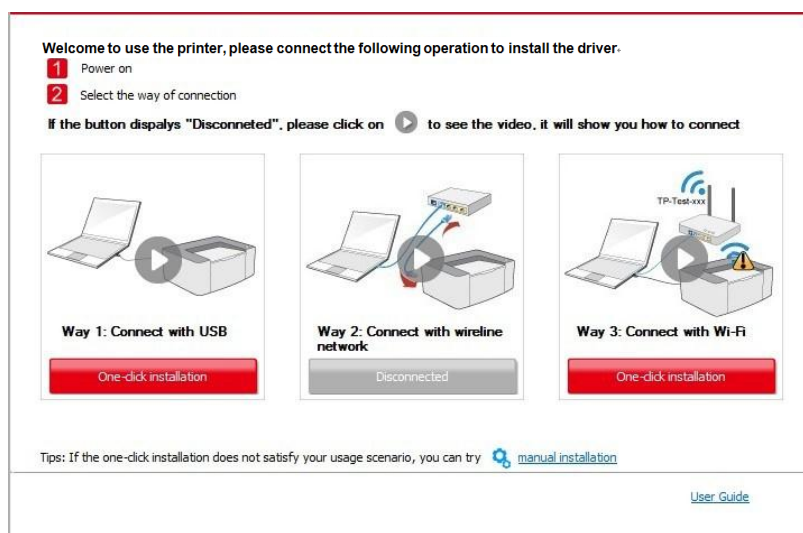 Welcome to use the printer, please connect the following operation to install the driver.
1 Power on
2 Select the way of connection
If the button dispalys "Disconneted", please click on to see the video, it will show you how to connect
TP-Test-xxx
Way 1: Connect with USB
Way 2: Connect with wireline
network
Way 3: Connect with Wi-Fi
One-click installation
Disconnected
One-click installation
Tips: If the one-click installation does not satisfy your usage scenario, you can try manual installation
User Guide